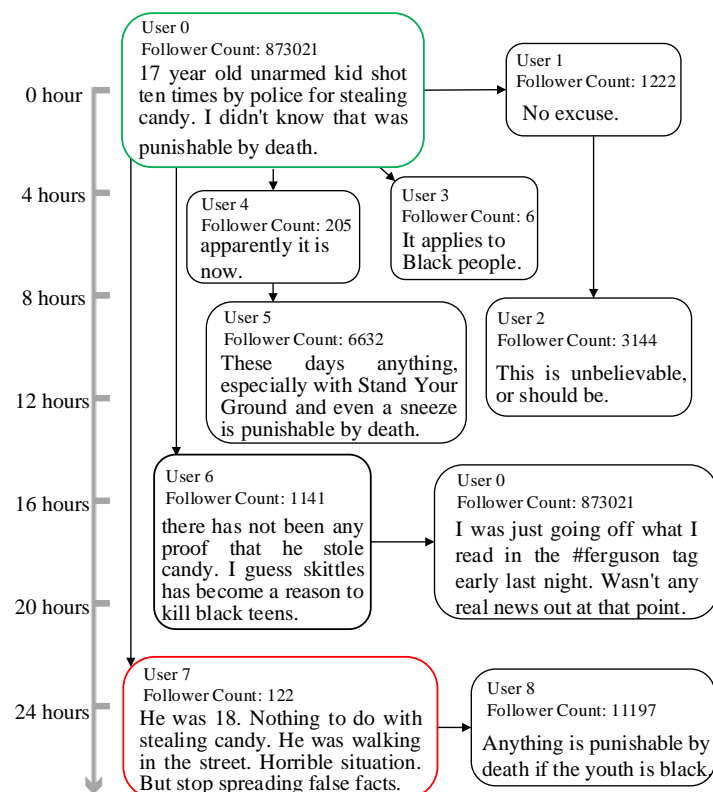 User 0
Follower Count: 873021
17 year old unarmed kid shot
ten times by police for stealing
candy. I didn't know that was
punishable by death.
User 1
Follower Count: 1222
No excuse.
0 hour
4 hours
User 4
Follower Count: 205
apparently it is
now.
User 3
Follower Count: 6
It applies to
Black people.
8 hours
User 5
Follower Count: 6632
These days anything,
especially with Stand Your
Ground and even a sneeze
is punishable by death.
User 2
Follower Count: 3144
This is unbelievable,
or should be.
12 hours
User 6
Follower Count: 1141
there has not been any
proof that he stole
candy. I guess skittles
has become a reason to
kill black teens.
User 0
Follower Count: 873021
I was just going off what I
read in the #ferguson tag
early last night. Wasn't any
real news out at that point.
16 hours
20 hours
User 7
Follower Count: 122
He was 18. Nothing to do with
stealing candy. He was walking
in the street. Horrible situation.
But stop spreading false facts.
User 8
Follower Count: 11197
Anything is punishable by
death if the youth is black.
24 hours